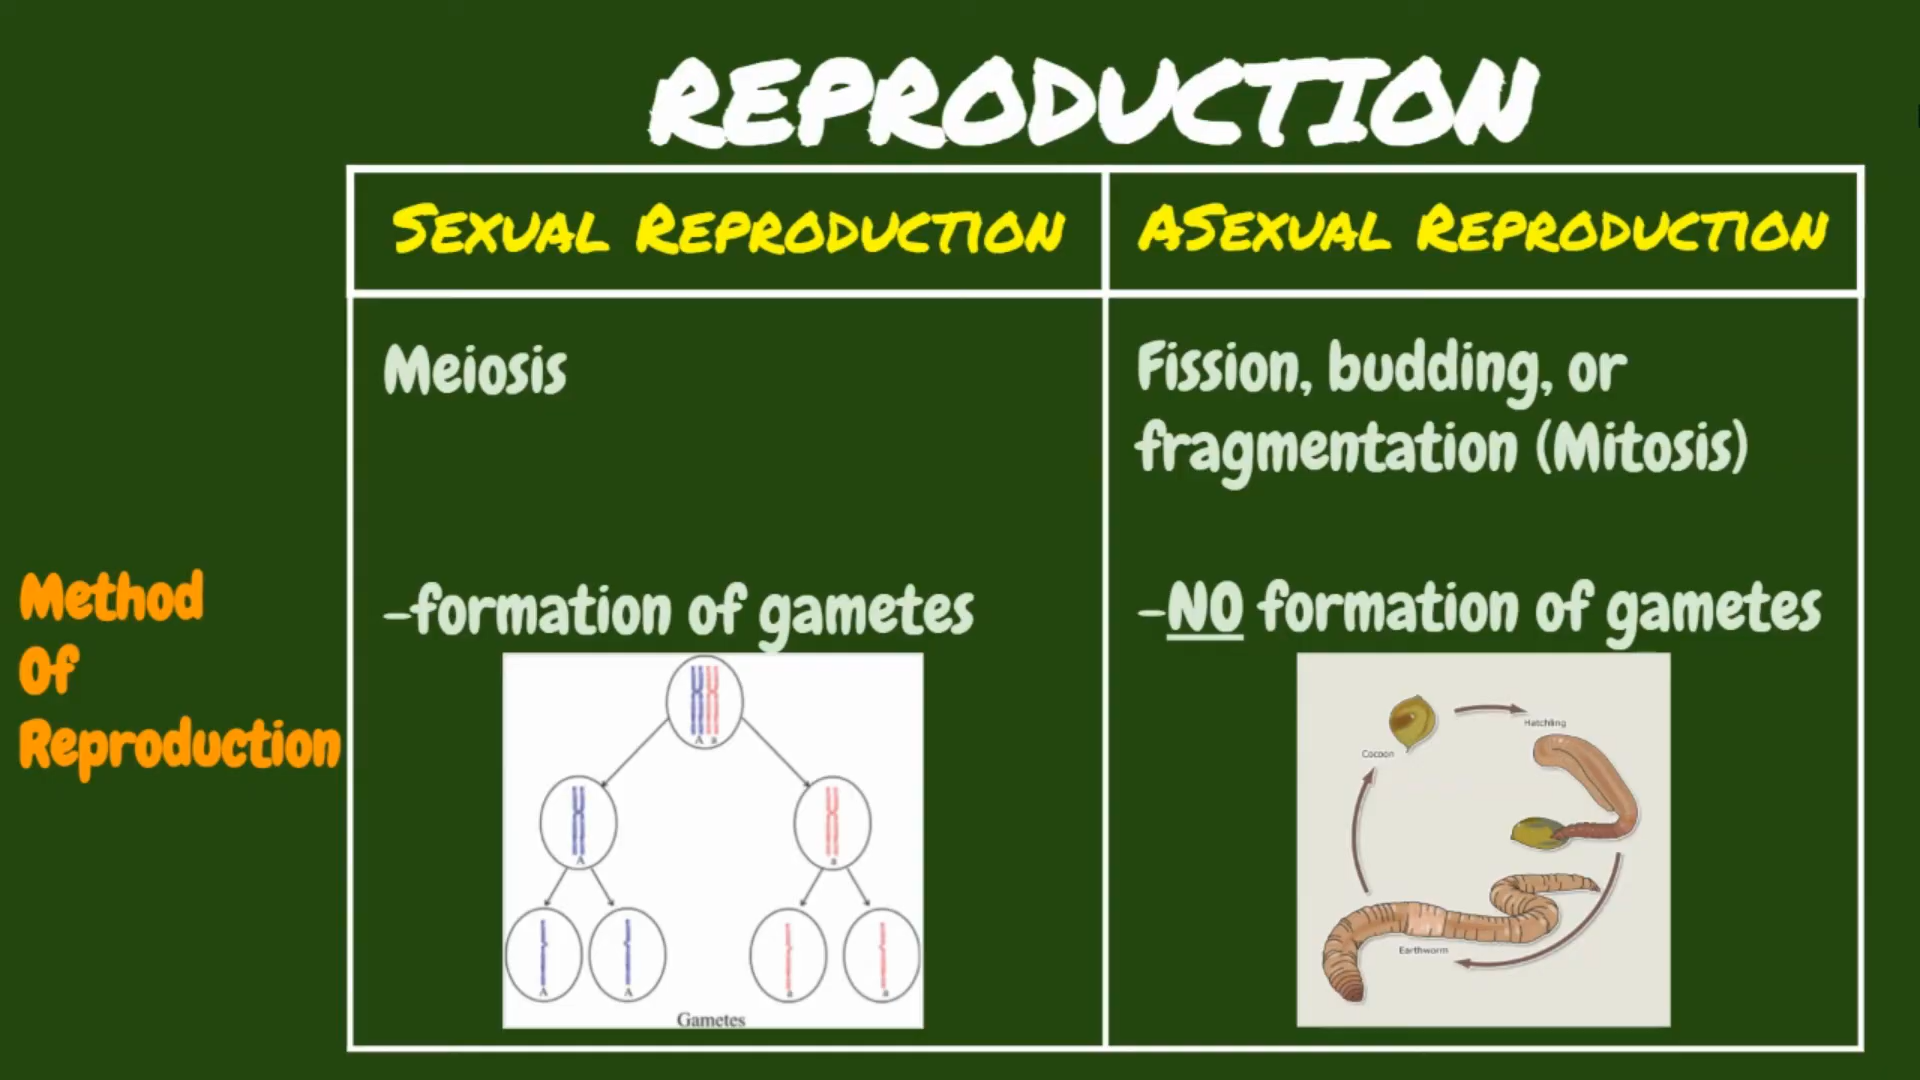 REPRODUCTION
SEXUAL REPRODUCTION
ASEXUAL REPRODUCTION
Method
Of
Reproduction
Meiosis
-formation of gametes
A a
A
a
A
A
a
a
Gametes
Fission, budding, or
fragmentation (Mitosis)
-NO formation of gametes
Hatchling
Cocoon
Earthworm